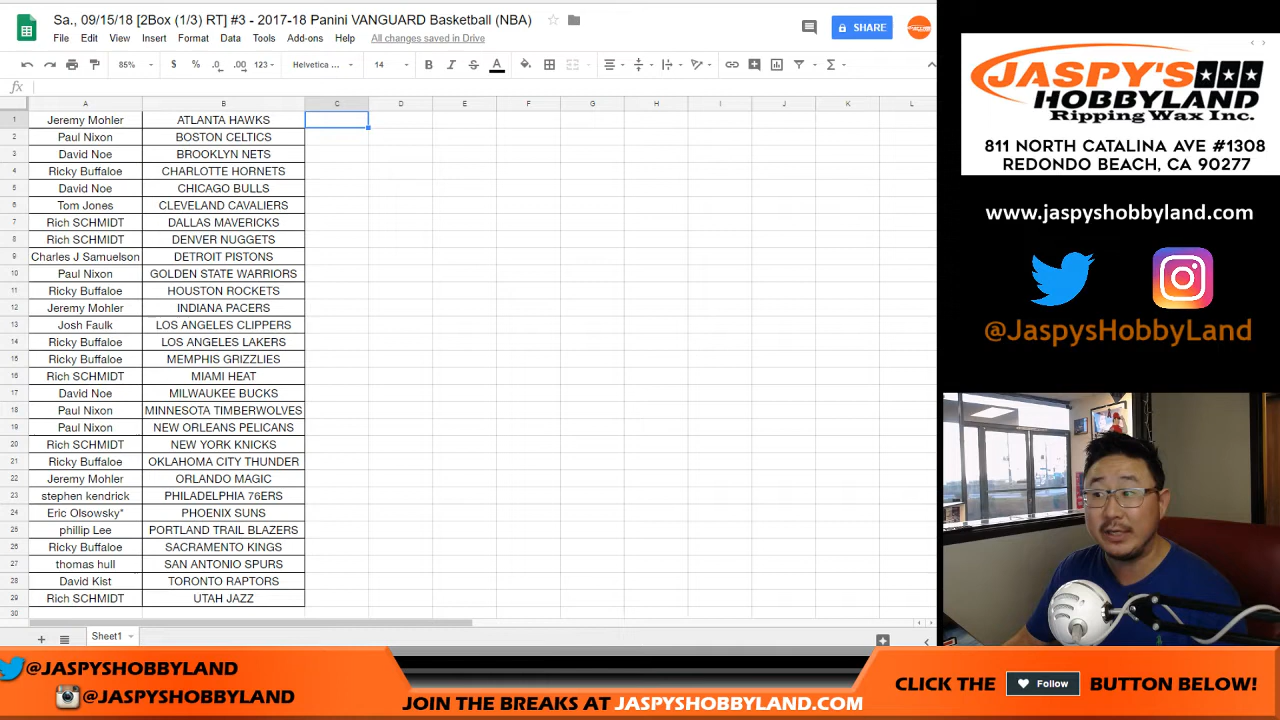 Sa., 09/15/18 [2Box (1/3) RT] #3 - 2017-18 Panini VANGUARD Basketball (NBA)
File Edit View Insert Format Data Tools Add-ons Help All changes saved in Drive
SHARE
85% $ % .0 .00 123 Helvetica ... 14 B I S A
fx
A B C D E F G H I J K L
1 Jeremy Mohler ATLANTA HAWKS
2 Paul Nixon BOSTON CELTICS
3 David Noe BROOKLYN NETS
4 Ricky Buffaloe CHARLOTTE HORNETS
5 David Noe CHICAGO BULLS
6 Tom Jones CLEVELAND CAVALIERS
7 Rich SCHMIDT DALLAS MAVERICKS
8 Rich SCHMIDT DENVER NUGGETS
9 Charles J Samuelson DETROIT PISTONS
10 Paul Nixon GOLDEN STATE WARRIORS
11 Ricky Buffaloe HOUSTON ROCKETS
12 Jeremy Mohler INDIANA PACERS
13 Josh Faulk LOS ANGELES CLIPPERS
14 Ricky Buffaloe LOS ANGELES LAKERS
15 Ricky Buffaloe MEMPHIS GRIZZLIES
16 Rich SCHMIDT MIAMI HEAT
17 David Noe MILWAUKEE BUCKS
18 Paul Nixon MINNESOTA TIMBERWOLVES
19 Paul Nixon NEW ORLEANS PELICANS
20 Rich SCHMIDT NEW YORK KNICKS
21 Ricky Buffaloe OKLAHOMA CITY THUNDER
22 Jeremy Mohler ORLANDO MAGIC
23 stephen kendrick PHILADELPHIA 76ERS
24 Eric Olsowsky* PHOENIX SUNS
25 phillip Lee PORTLAND TRAIL BLAZERS
26 Ricky Buffaloe SACRAMENTO KINGS
27 thomas hull SAN ANTONIO SPURS
28 David Kist TORONTO RAPTORS
29 Rich SCHMIDT UTAH JAZZ
30
Sheet1
JASPY'S
HOBBYLAND
Ripping Wax Inc.
811 NORTH CATALINA AVE #1308
REDONDO BEACH, CA 90277
www.jaspyshobbyland.com
@JaspysHobbyLand
@JASPYSHOBBYLAND
@JASPYSHOBBYLAND
JOIN THE BREAKS AT JASPYSHOBBYLAND.COM
CLICK THE Follow BUTTON BELOW!